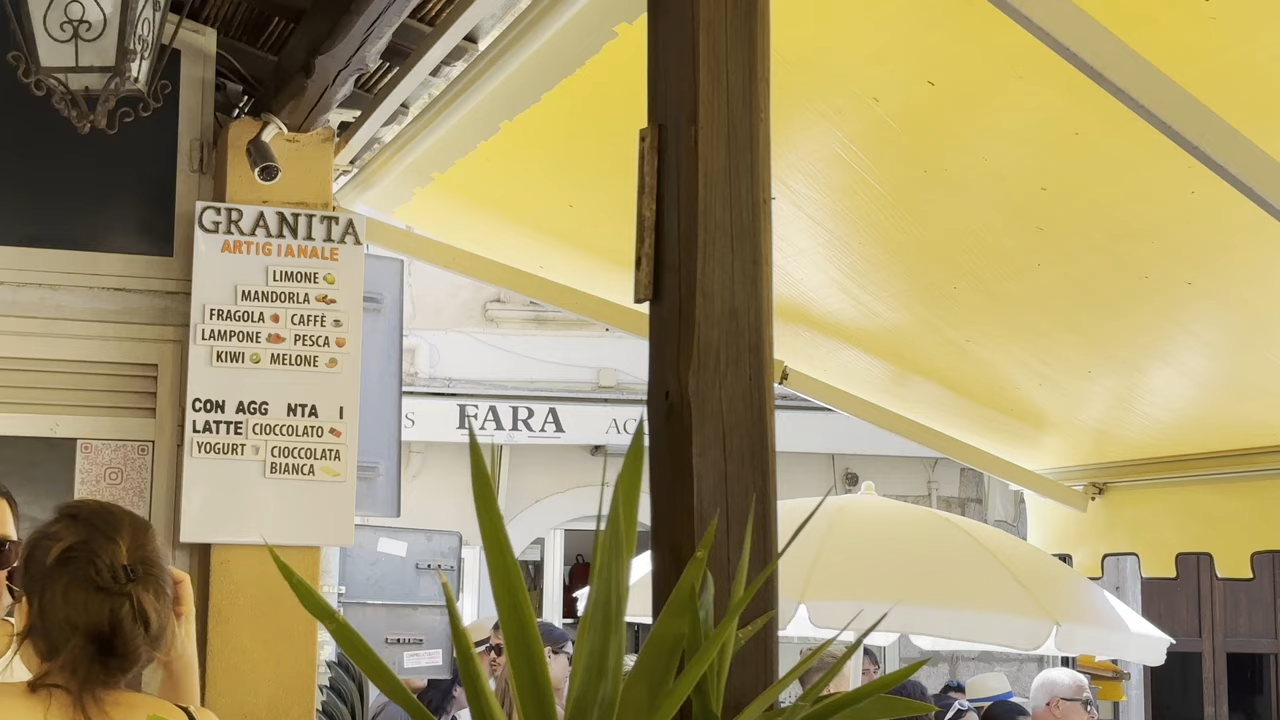 GRANITA
ARTIGIANALE
LIMONE
MANDORLA
FRAGOLA CAFFÈ
LAMPONE PESCA
KIWI MELONE
CON AGG NTA I
LATTE CIOCCOLATO
YOGURT CIOCCOLATA
BIANCA
S FARA AC